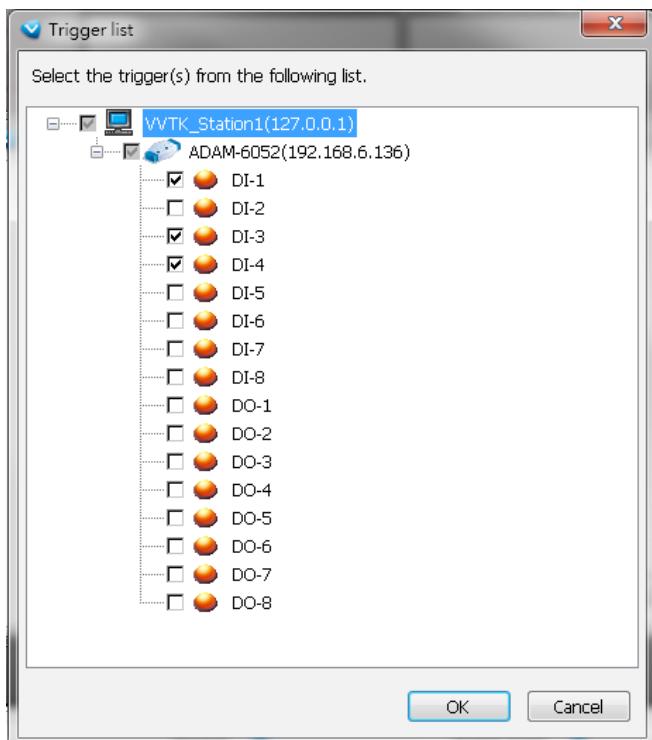 Trigger list
Select the trigger(s) from the following list.
VVTK_Station1(127.0.0.1)
ADAM-6052(192.168.6.136)
DI-1
DI-2
DI-3
DI-4
DI-5
DI-6
DI-7
DI-8
DO-1
DO-2
DO-3
DO-4
DO-5
DO-6
DO-7
DO-8
OK Cancel